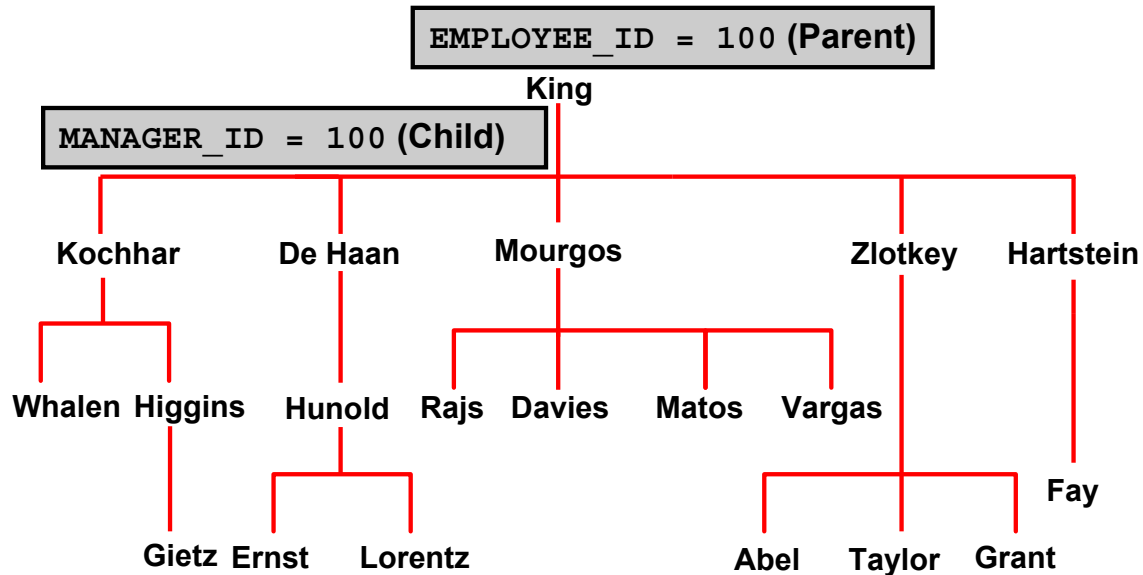 EMPLOYEE_ID = 100 (Parent)
King
MANAGER_ID = 100 (Child)
Kochhar De Haan Mourgos Zlotkey Hartstein
Whalen Higgins Hunold Rajs Davies Matos Vargas
Fay
Gietz Ernst Lorentz Abel Taylor Grant